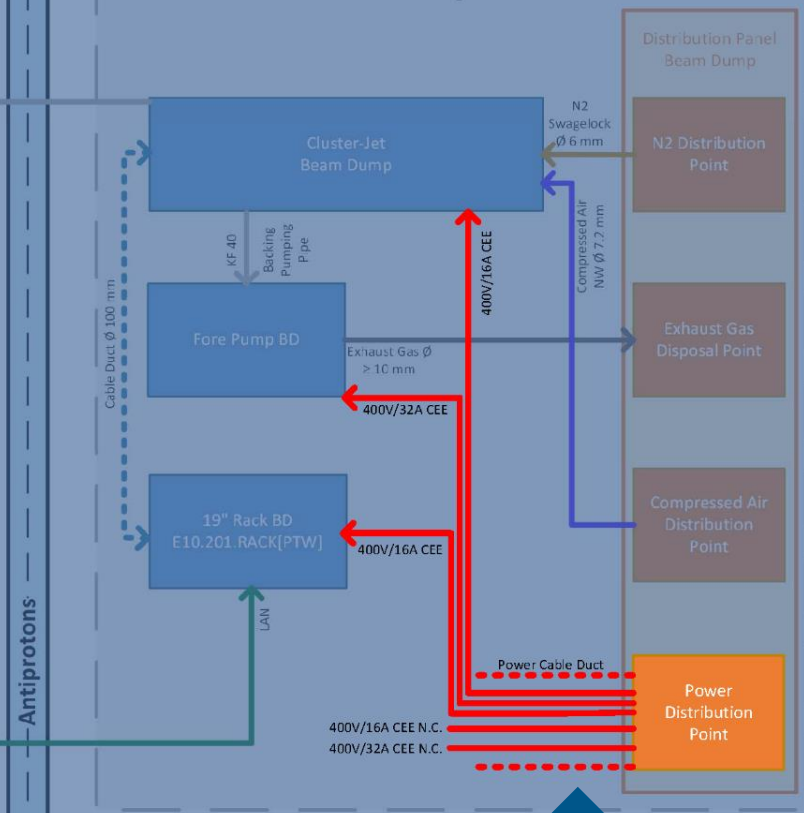 Distribution Panel
Beam Dump
Cluster-Jet
Beam Dump
N2
Swagelock
Ø 6 mm
N2 Distribution
Point
KF 40
Backing
Pumping
Pipe
400V/16A CEE
Compressed Air
NW Ø 7,2 mm
Cable Duct Ø 100 mm
Fore Pump BD
Exhaust Gas Ø
≥ 10 mm
Exhaust Gas
Disposal Point
400V/32A CEE
19" Rack BD
E10.201.RACK[PTW]
400V/16A CEE
Compressed Air
Distribution
Point
LAN
Antiprotons
Power Cable Duct
Power
Distribution
Point
400V/16A CEE N.C.
400V/32A CEE N.C.